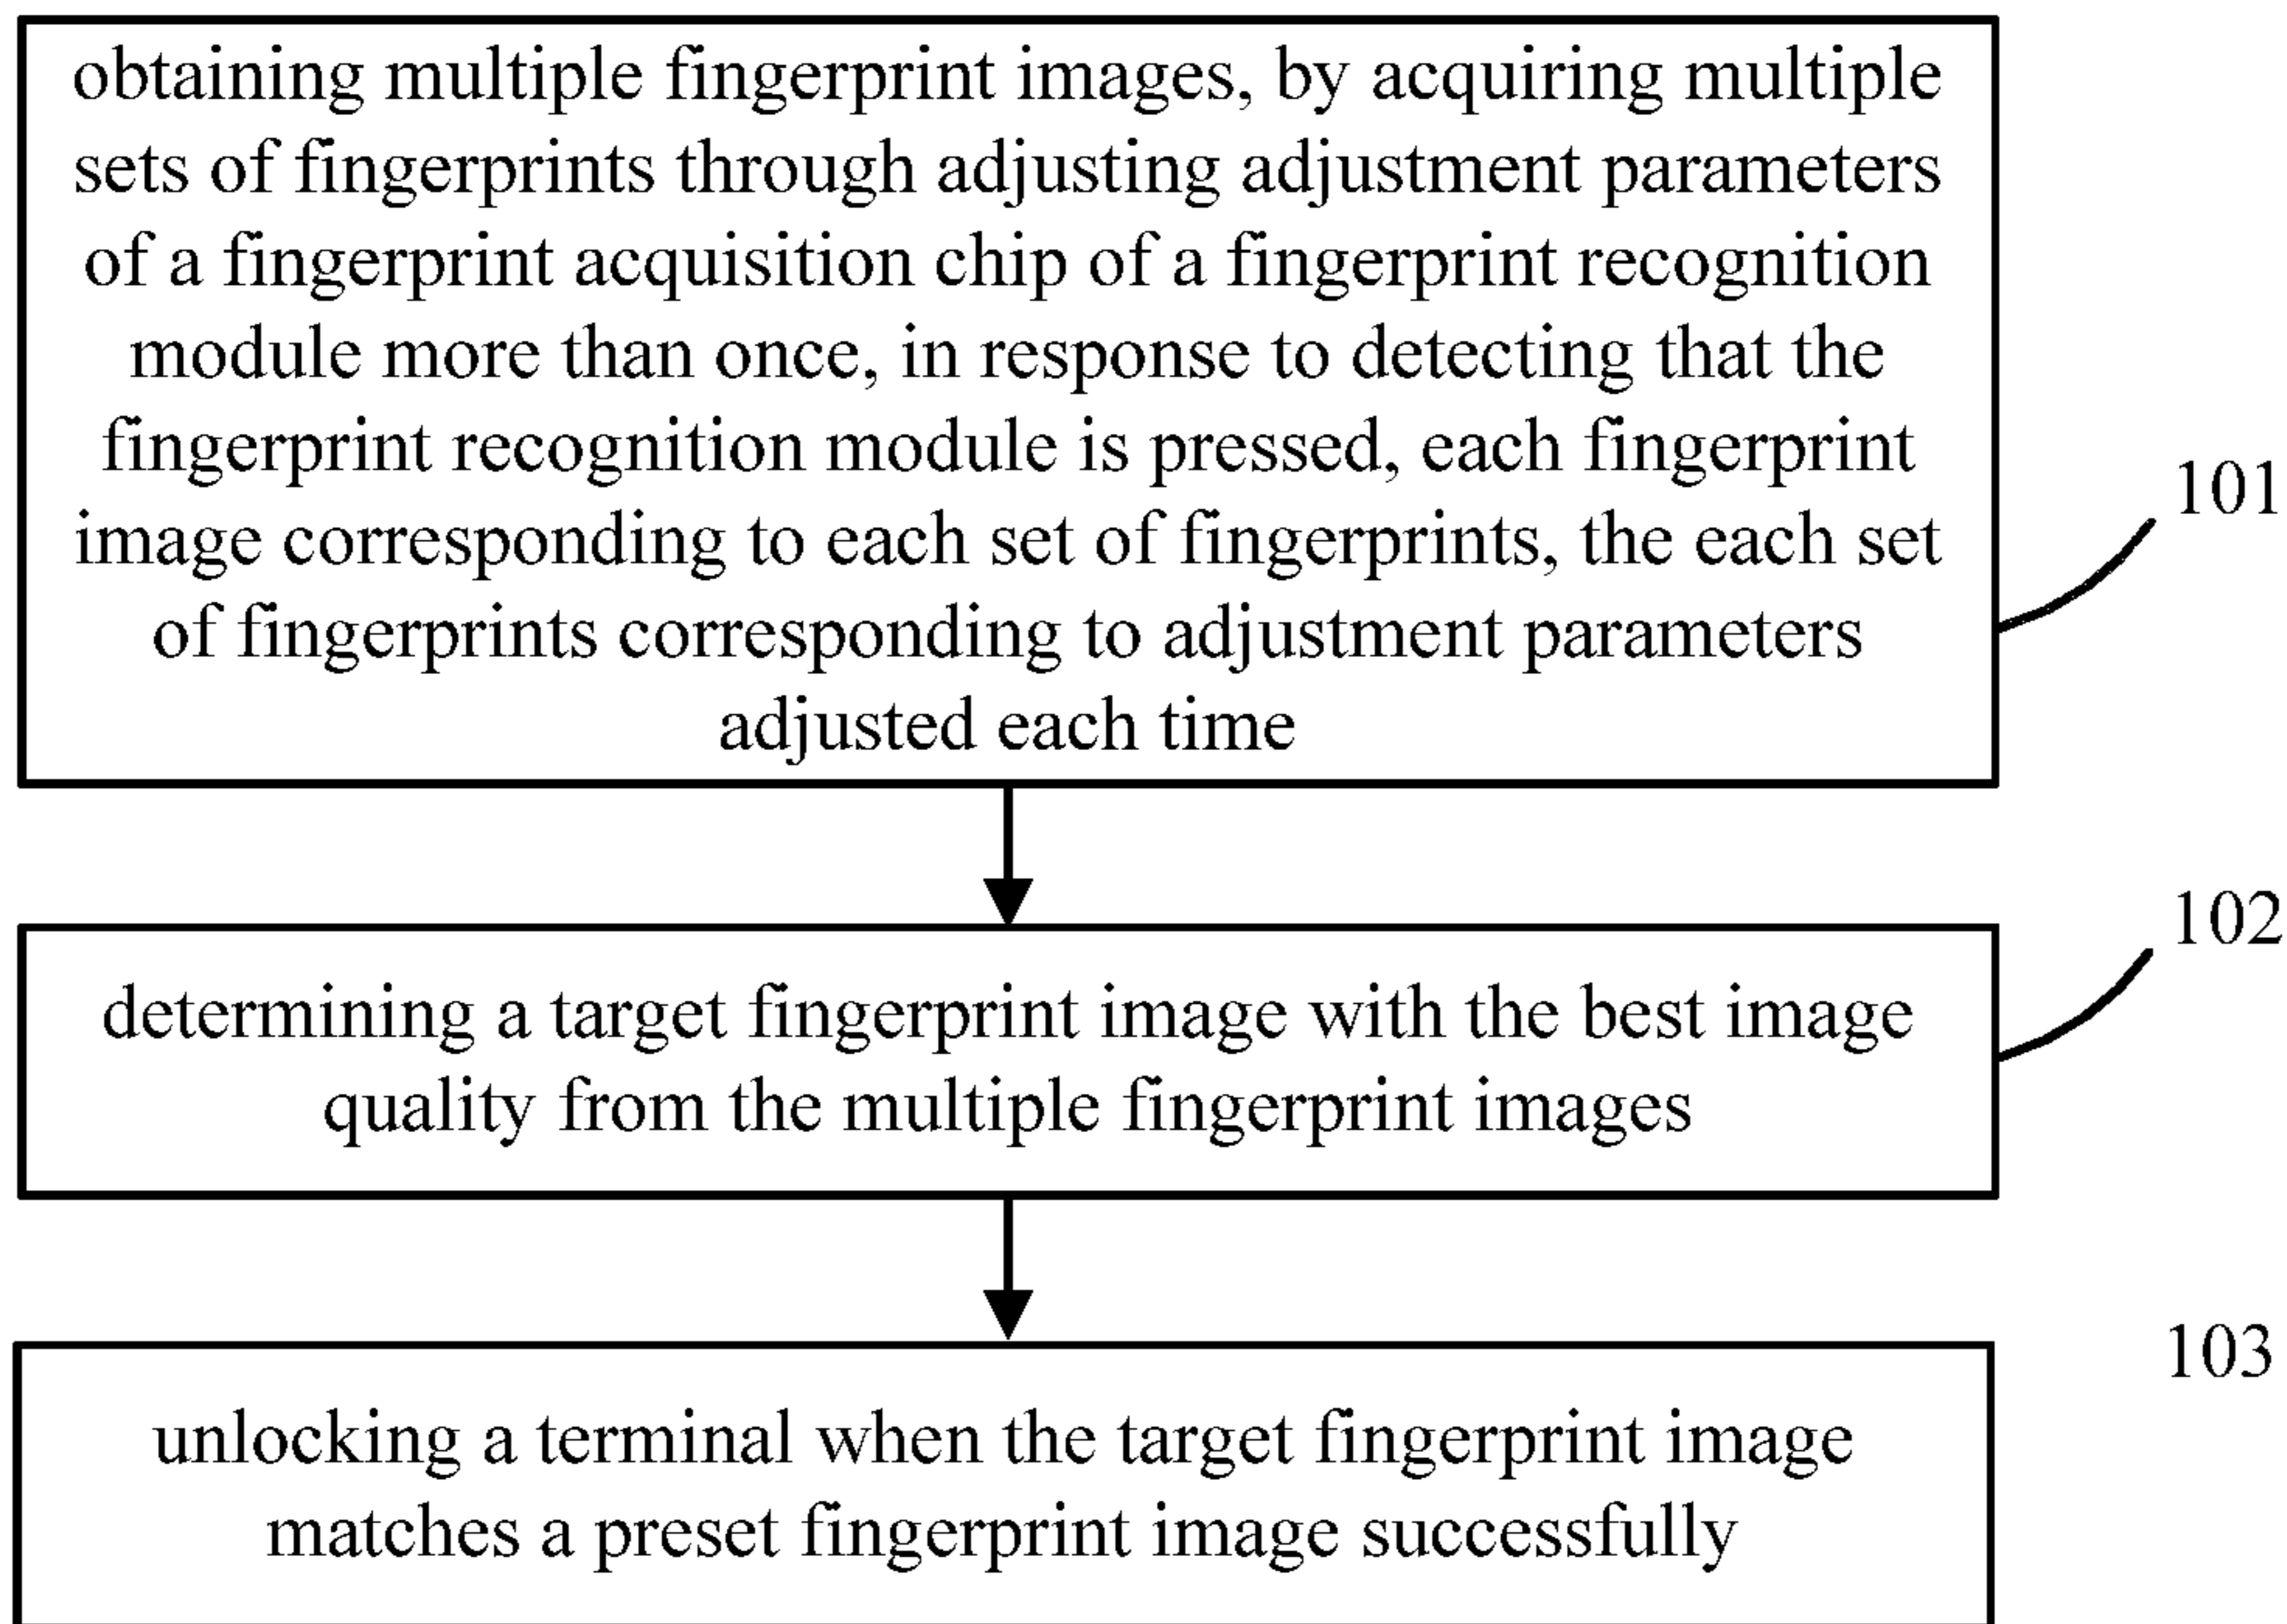 obtaining multiple fingerprint images, by acquiring multiple
sets of fingerprints through adjusting adjustment parameters
of a fingerprint acquisition chip of a fingerprint recognition
module more than once, in response to detecting that the
fingerprint recognition module is pressed, each fingerprint
image corresponding to each set of fingerprints, the each set
of fingerprints corresponding to adjustment parameters
adjusted each time
101
determining a target fingerprint image with the best image
quality from the multiple fingerprint images
102
unlocking a terminal when the target fingerprint image
matches a preset fingerprint image successfully
103